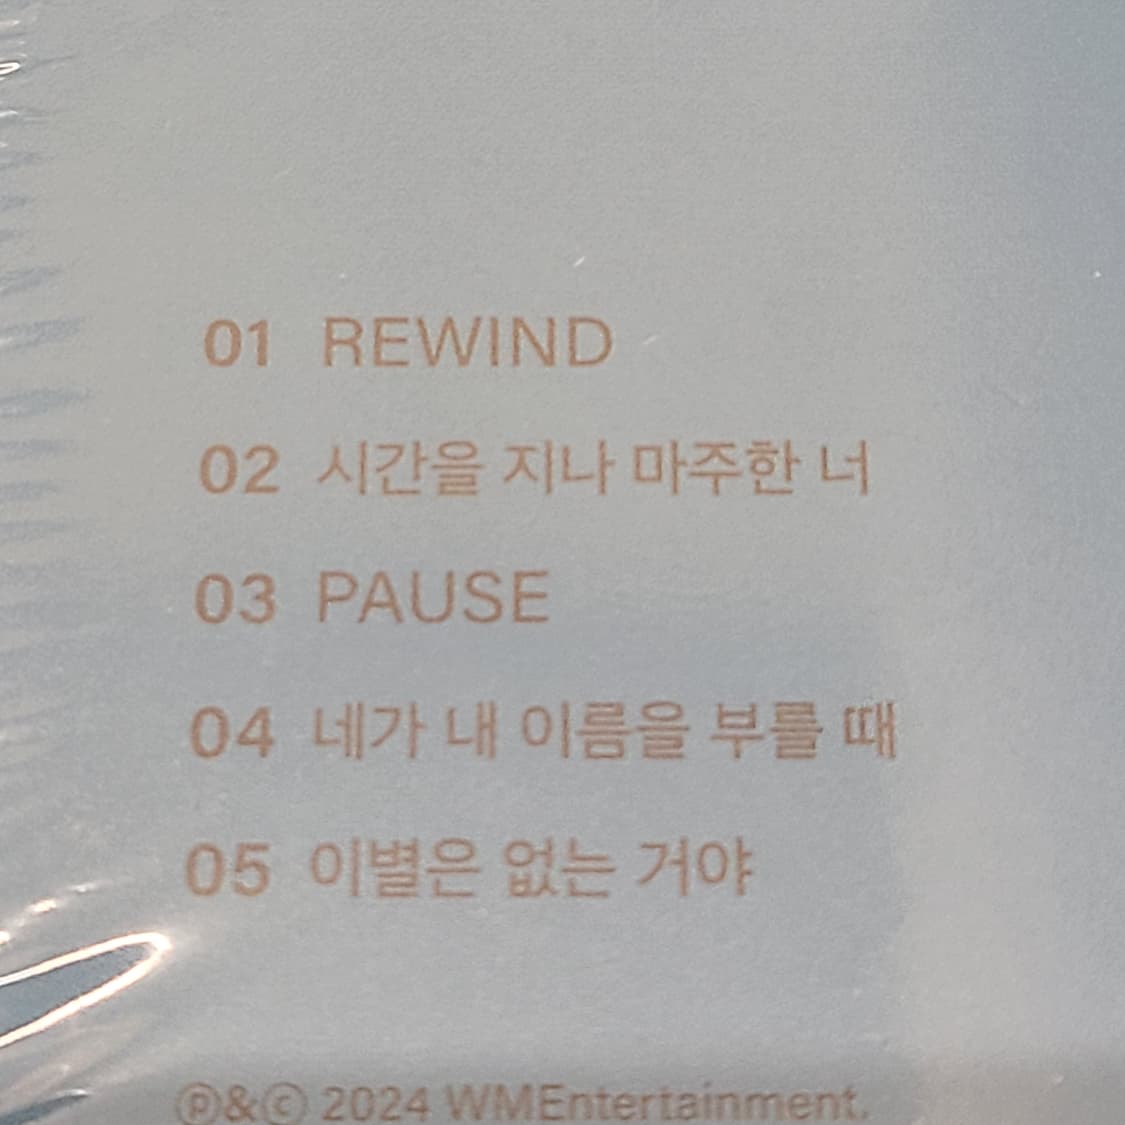 01 REWIND
02 시간을 지나 마주한 너
03 PAUSE
04 네가 내 이름을 부를 때
05 이별은 없는 거야
ⓟ&ⓒ 2024 WMEntertainment.